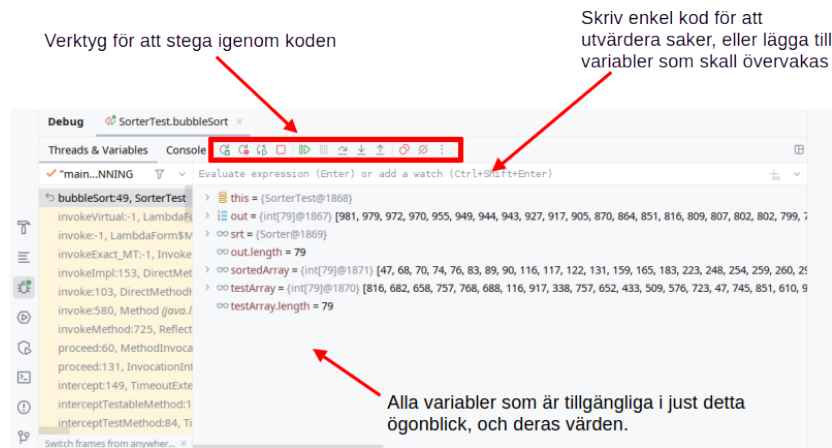 Skriv enkel kod för att
utvärdera saker, eller lägga till
variabler som skall övervakas
Verktyg för att stega igenom koden
Debug SorterTest.bubbleSort ×
Threads & Variables Console
"main...NNING Evaluate expression (Enter) or add a watch (Ctrl+Shift+Enter)
bubbleSort:49, SorterTest
invokeVirtual:-1, LambdaFo
invoke:-1, LambdaForm$M
invokeExact_MT:-1, Invoke
invokeImpl:153, DirectMet
invoke:103, DirectMethodH
invoke:580, Method (java.l
invokeMethod:725, Reflect
proceed:60, MethodInvoca
proceed:131, InvocationInt
intercept:149, TimeoutExte
interceptTestableMethod:1
interceptTestMethod:84, Ti
Switch frames from anywher... ×
this = {SorterTest@1868}
out = {int[79]@1867} [981, 979, 972, 970, 955, 949, 944, 943, 927, 917, 905, 870, 864, 851, 816, 809, 807, 802, 802, 799, 7
srt = {Sorter@1869}
out.length = 79
sortedArray = {int[79]@1871} [47, 68, 70, 74, 76, 83, 89, 90, 116, 117, 122, 131, 159, 165, 183, 223, 248, 254, 259, 260, 29
testArray = {int[79]@1870} [816, 682, 658, 757, 768, 688, 116, 917, 338, 757, 652, 433, 509, 576, 723, 47, 745, 851, 610, 9
testArray.length = 79
Alla variabler som är tillgängliga i just detta
ögonblick, och deras värden.